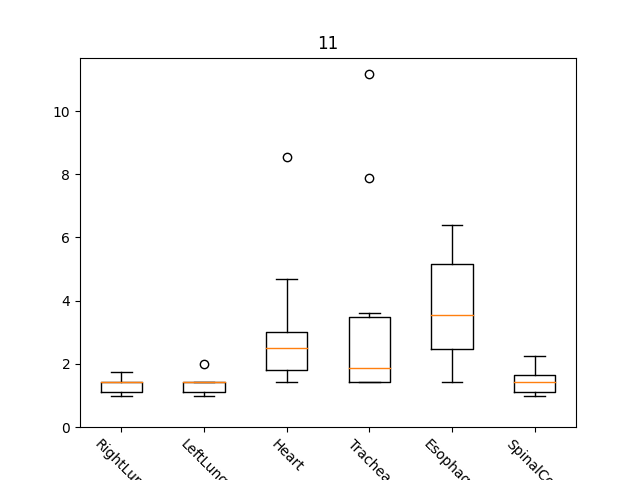 11
10
8
6
4
2
0
RightLun
LeftLung
Heart
Trachea
Esophag
SpinalCo